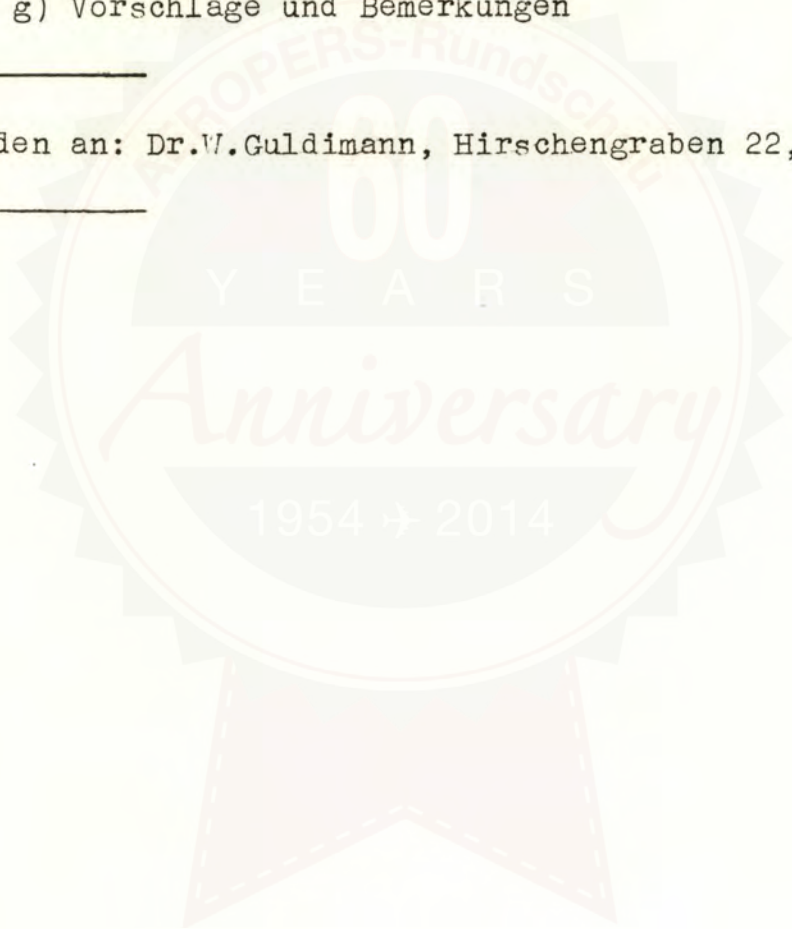 g) Vorschläge und Bemerkungen
den an: Dr.W.Guldimann, Hirschengraben 22,
AEROPERS-Rundschau
60
YEARS
Anniversary
1954 ✈ 2014